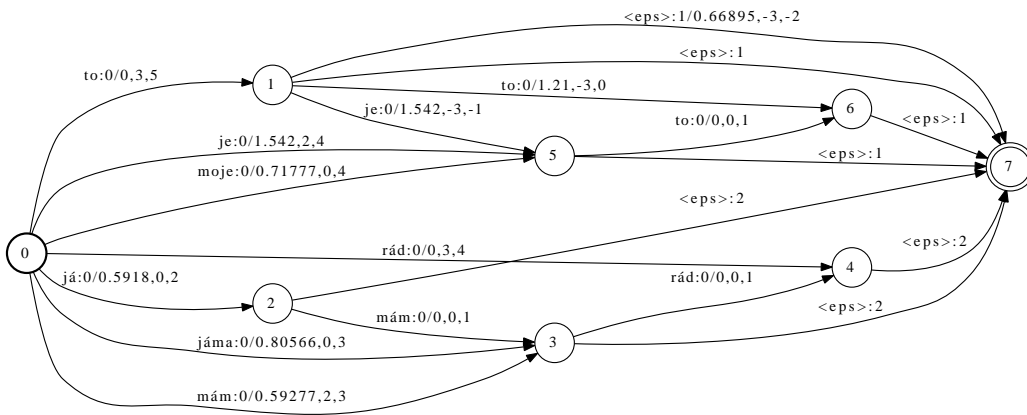 <eps>:1/0.66895,-3,-2
<eps>:1
to:0/0,3,5
1
to:0/1.21,-3,0
je:0/1.542,-3,-1
6
<eps>:1
to:0/0,0,1
je:0/1.542,2,4
5
<eps>:1
moje:0/0.71777,0,4
7
<eps>:2
0
rád:0/0,3,4
4
<eps>:2
já:0/0.5918,0,2
rád:0/0,0,1
2
<eps>:2
mám:0/0,0,1
jáma:0/0.80566,0,3
3
mám:0/0.59277,2,3